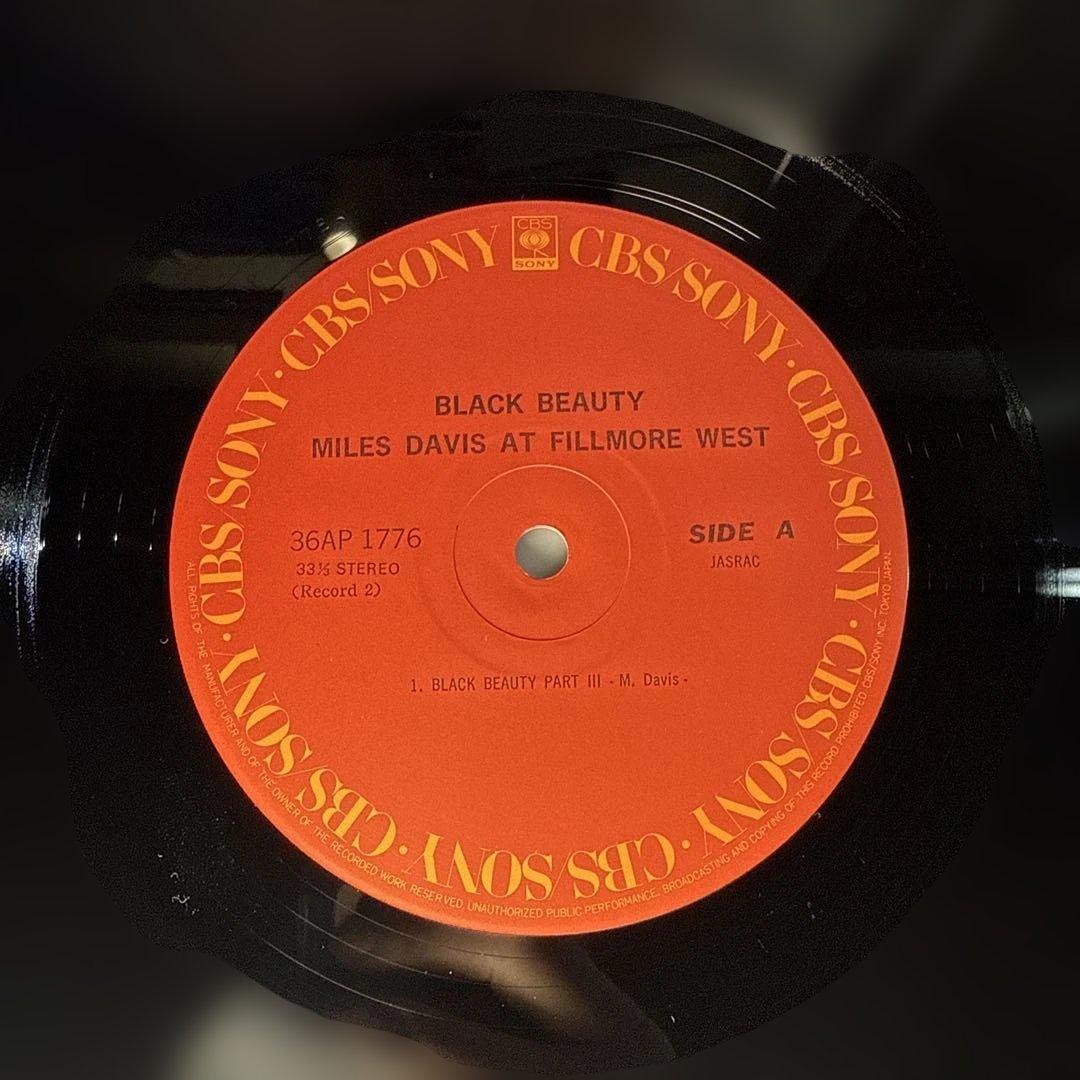 CBS
SONY
CBS/SONY · CBS/SONY · CBS/SONY · CBS/SONY · CBS/SONY · CBS/SONY · CBS/SONY · CBS/SONY
BLACK BEAUTY
MILES DAVIS AT FILLMORE WEST
36AP 1776
SIDE A
33⅓ STEREO
JASRAC
(Record 2)
1. BLACK BEAUTY PART III - M. Davis -
ALL RIGHTS OF THE MANUFACTURER AND OF THE OWNER OF THE RECORDED WORK RESERVED. UNAUTHORIZED PUBLIC PERFORMANCE. BROADCASTING AND COPYING OF THIS RECORD PROHIBITED CBS/SONY INC. TOKYO JAPAN.